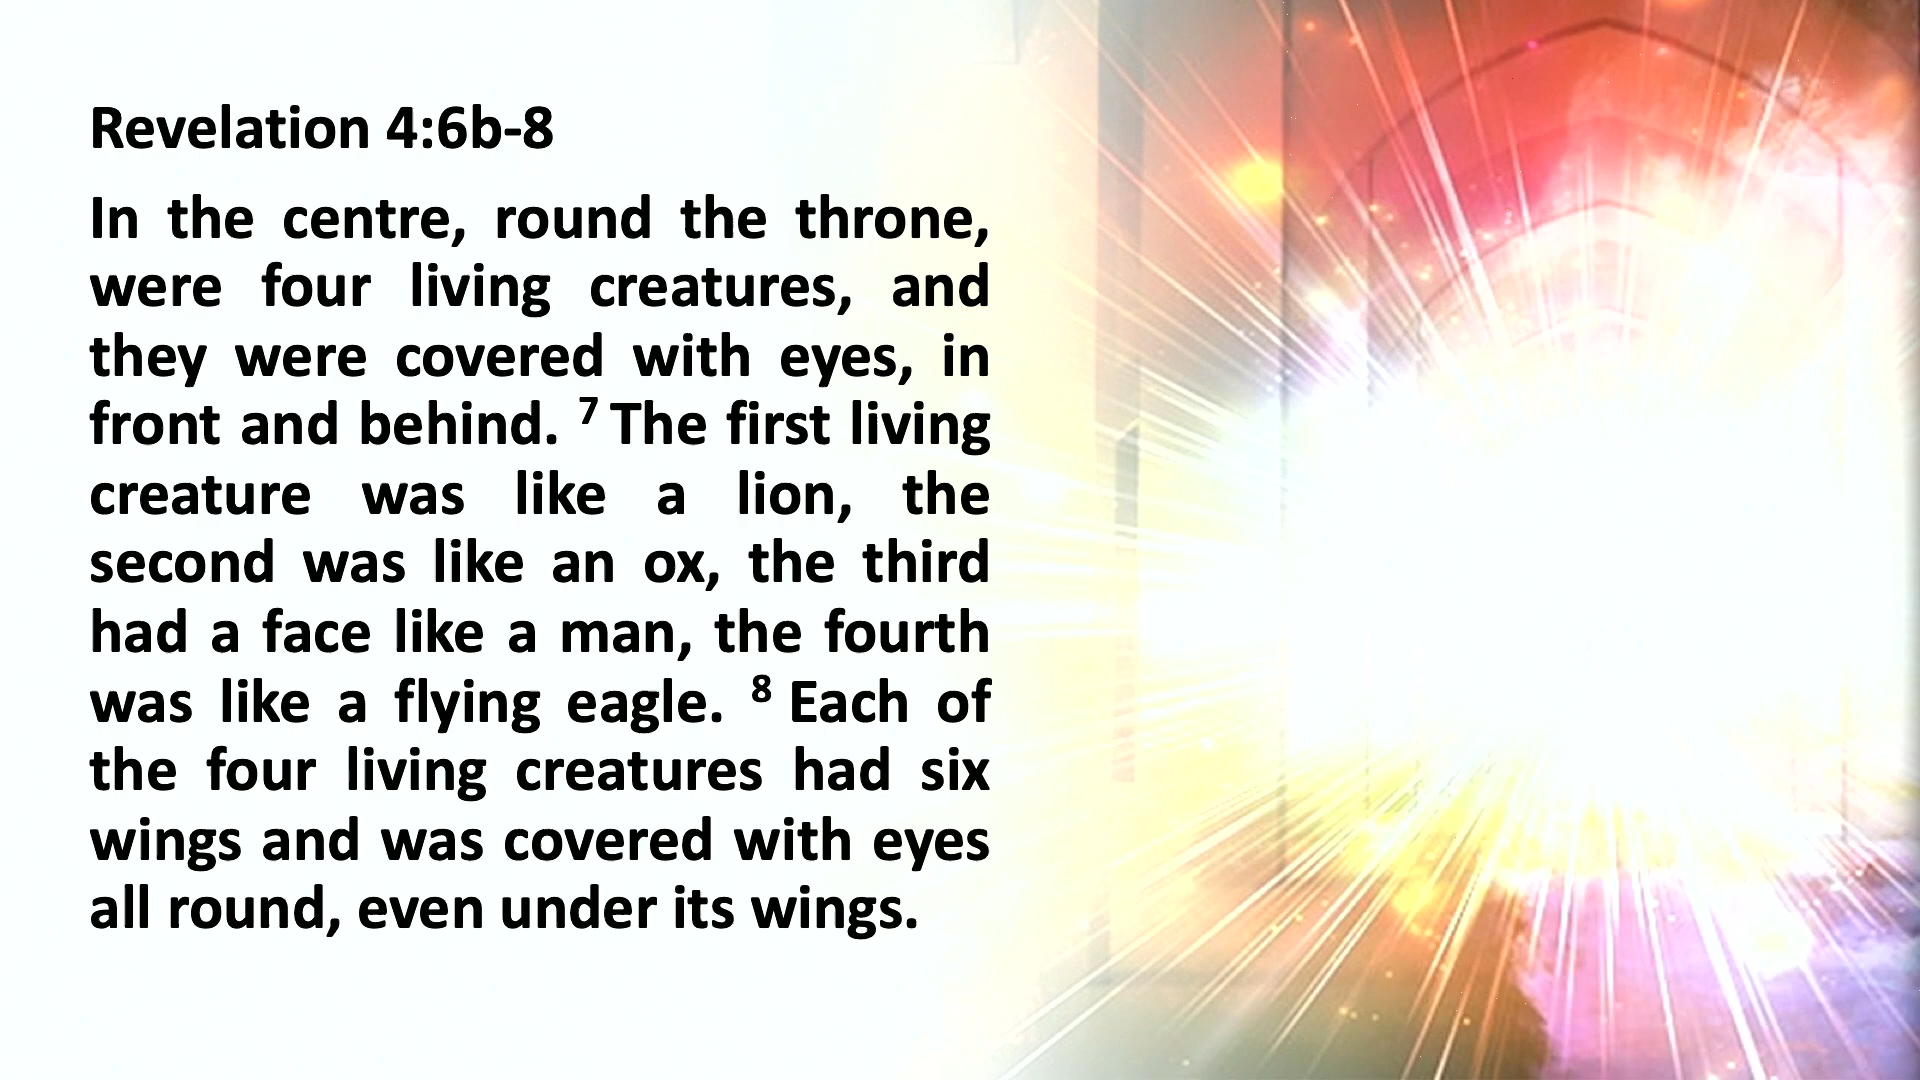 Revelation 4:6b-8
In the centre, round the throne,
were four living creatures, and
they were covered with eyes, in
front and behind. ⁷ The first living
creature was like a lion, the
second was like an ox, the third
had a face like a man, the fourth
was like a flying eagle. ⁸ Each of
the four living creatures had six
wings and was covered with eyes
all round, even under its wings.